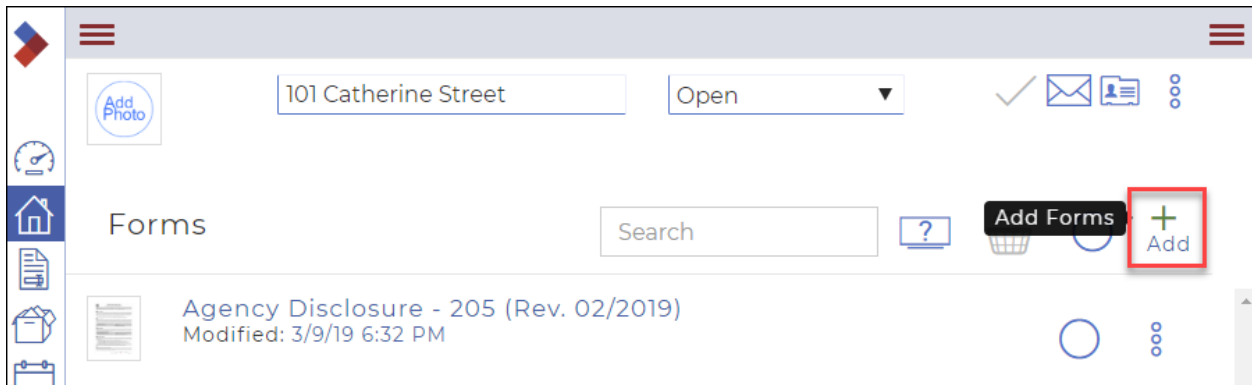 Add
Photo
101 Catherine Street
Open
Forms
Search
?
Add Forms
Add
Agency Disclosure - 205 (Rev. 02/2019)
Modified: 3/9/19 6:32 PM